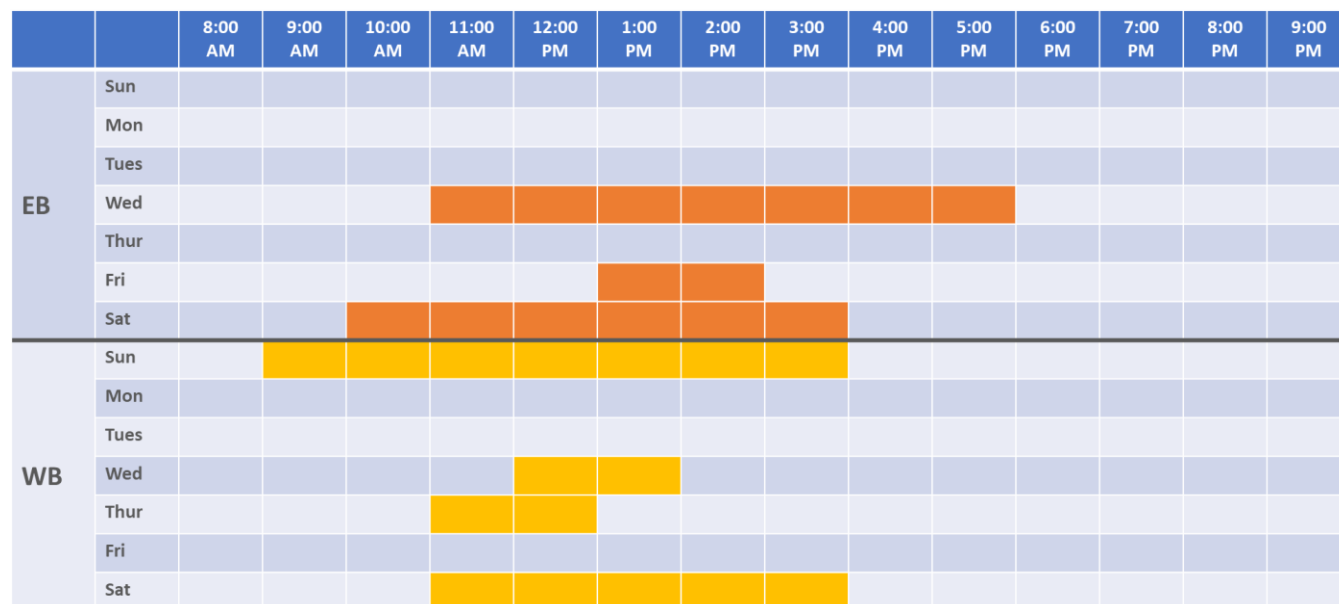 8:00 AM 9:00 AM 10:00 AM 11:00 AM 12:00 PM 1:00 PM 2:00 PM 3:00 PM 4:00 PM 5:00 PM 6:00 PM 7:00 PM 8:00 PM 9:00 PM
EB
Sun
Mon
Tues
Wed
Thur
Fri
Sat
WB
Sun
Mon
Tues
Wed
Thur
Fri
Sat